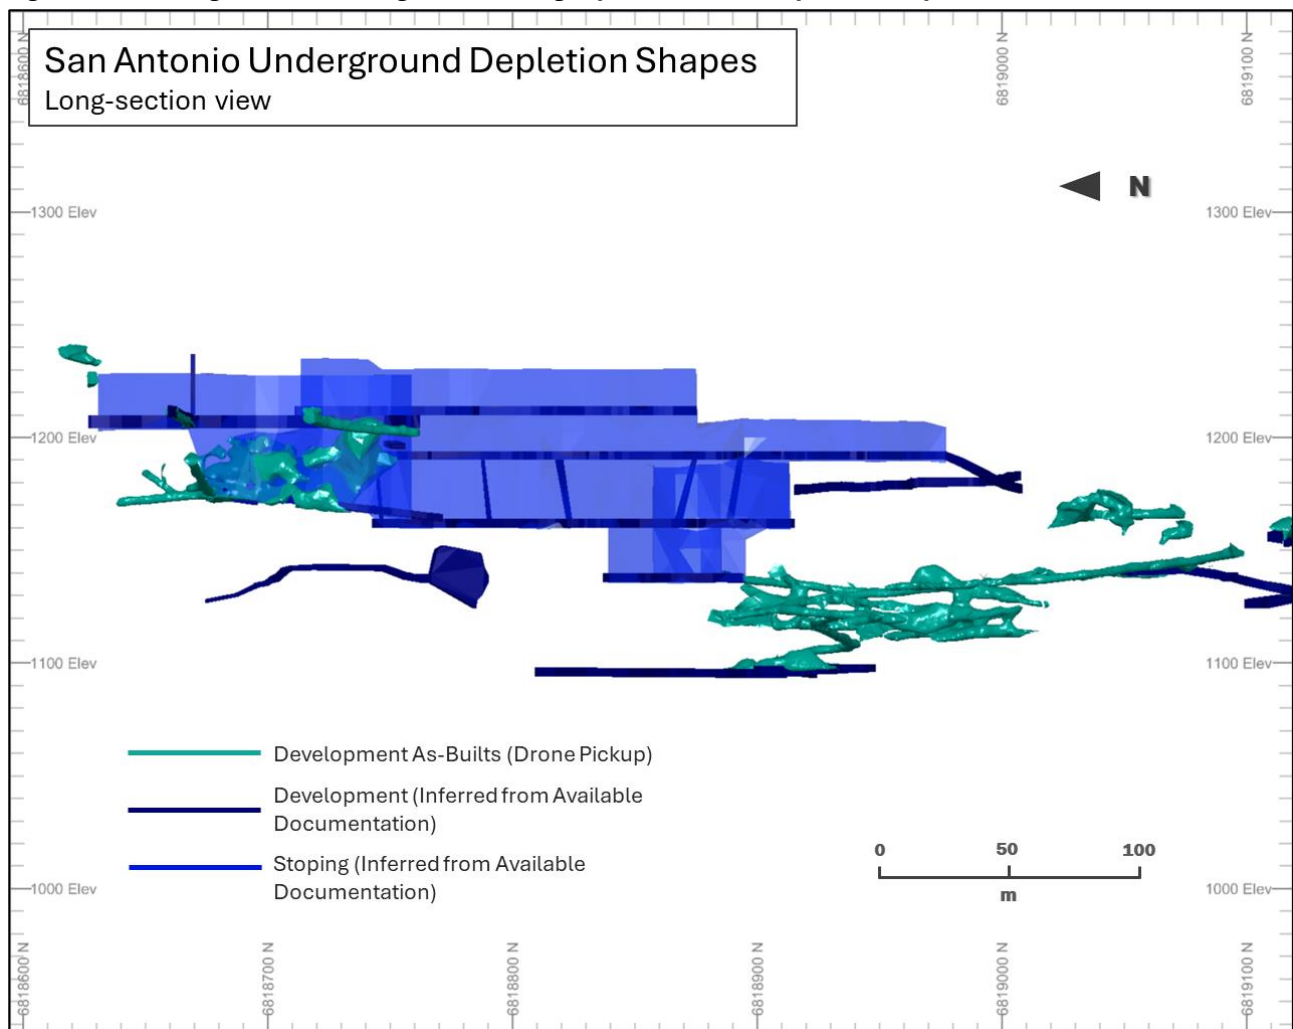 San Antonio Underground Depletion Shapes
Long-section view
6818600 N
6819000 N
6819100 N
N
1300 Elev
1300 Elev
1200 Elev
1200 Elev
1100 Elev
1100 Elev
Development As-Builts (Drone Pickup)
Development (Inferred from Available
Documentation)
Stoping (Inferred from Available
Documentation)
0 50 100
m
1000 Elev
1000 Elev
6818600 N
6818700 N
6818800 N
6818900 N
6819000 N
6819100 N